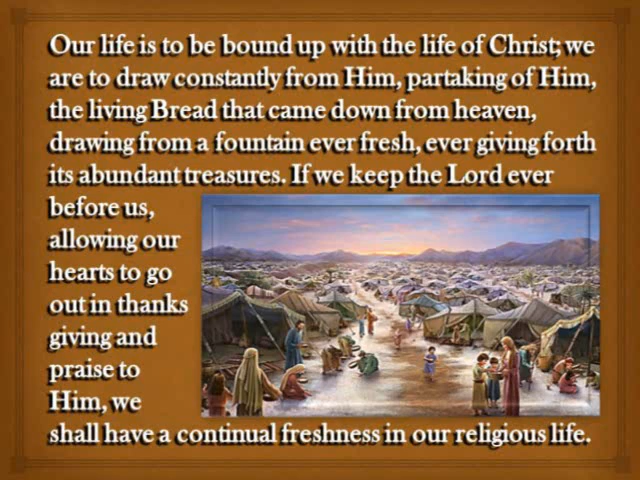 Our life is to be bound up with the life of Christ; we
are to draw constantly from Him, partaking of Him,
the living Bread that came down from heaven,
drawing from a fountain ever fresh, ever giving forth
its abundant treasures. If we keep the Lord ever
before us,
allowing our
hearts to go
out in thanks
giving and
praise to
Him, we
shall have a continual freshness in our religious life.